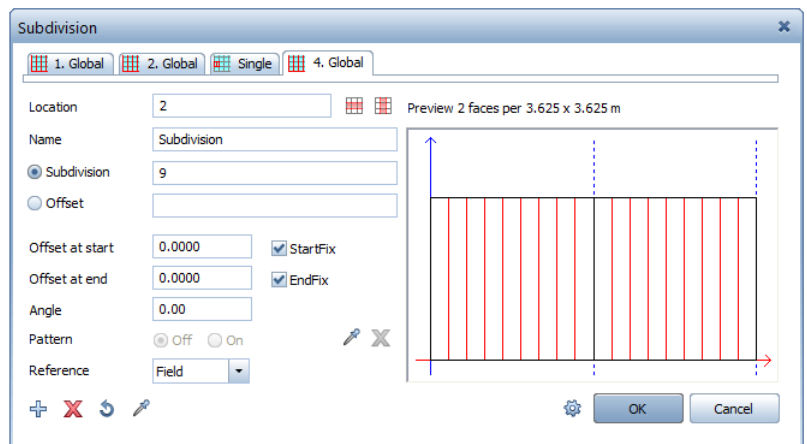 Subdivision
1. Global 2. Global Single 4. Global
Location 2 Preview 2 faces per 3.625 x 3.625 m
Name Subdivision
Subdivision 9
Offset
Offset at start 0.0000 StartFix
Offset at end 0.0000 EndFix
Angle 0.00
Pattern Off On
Reference Field
OK Cancel